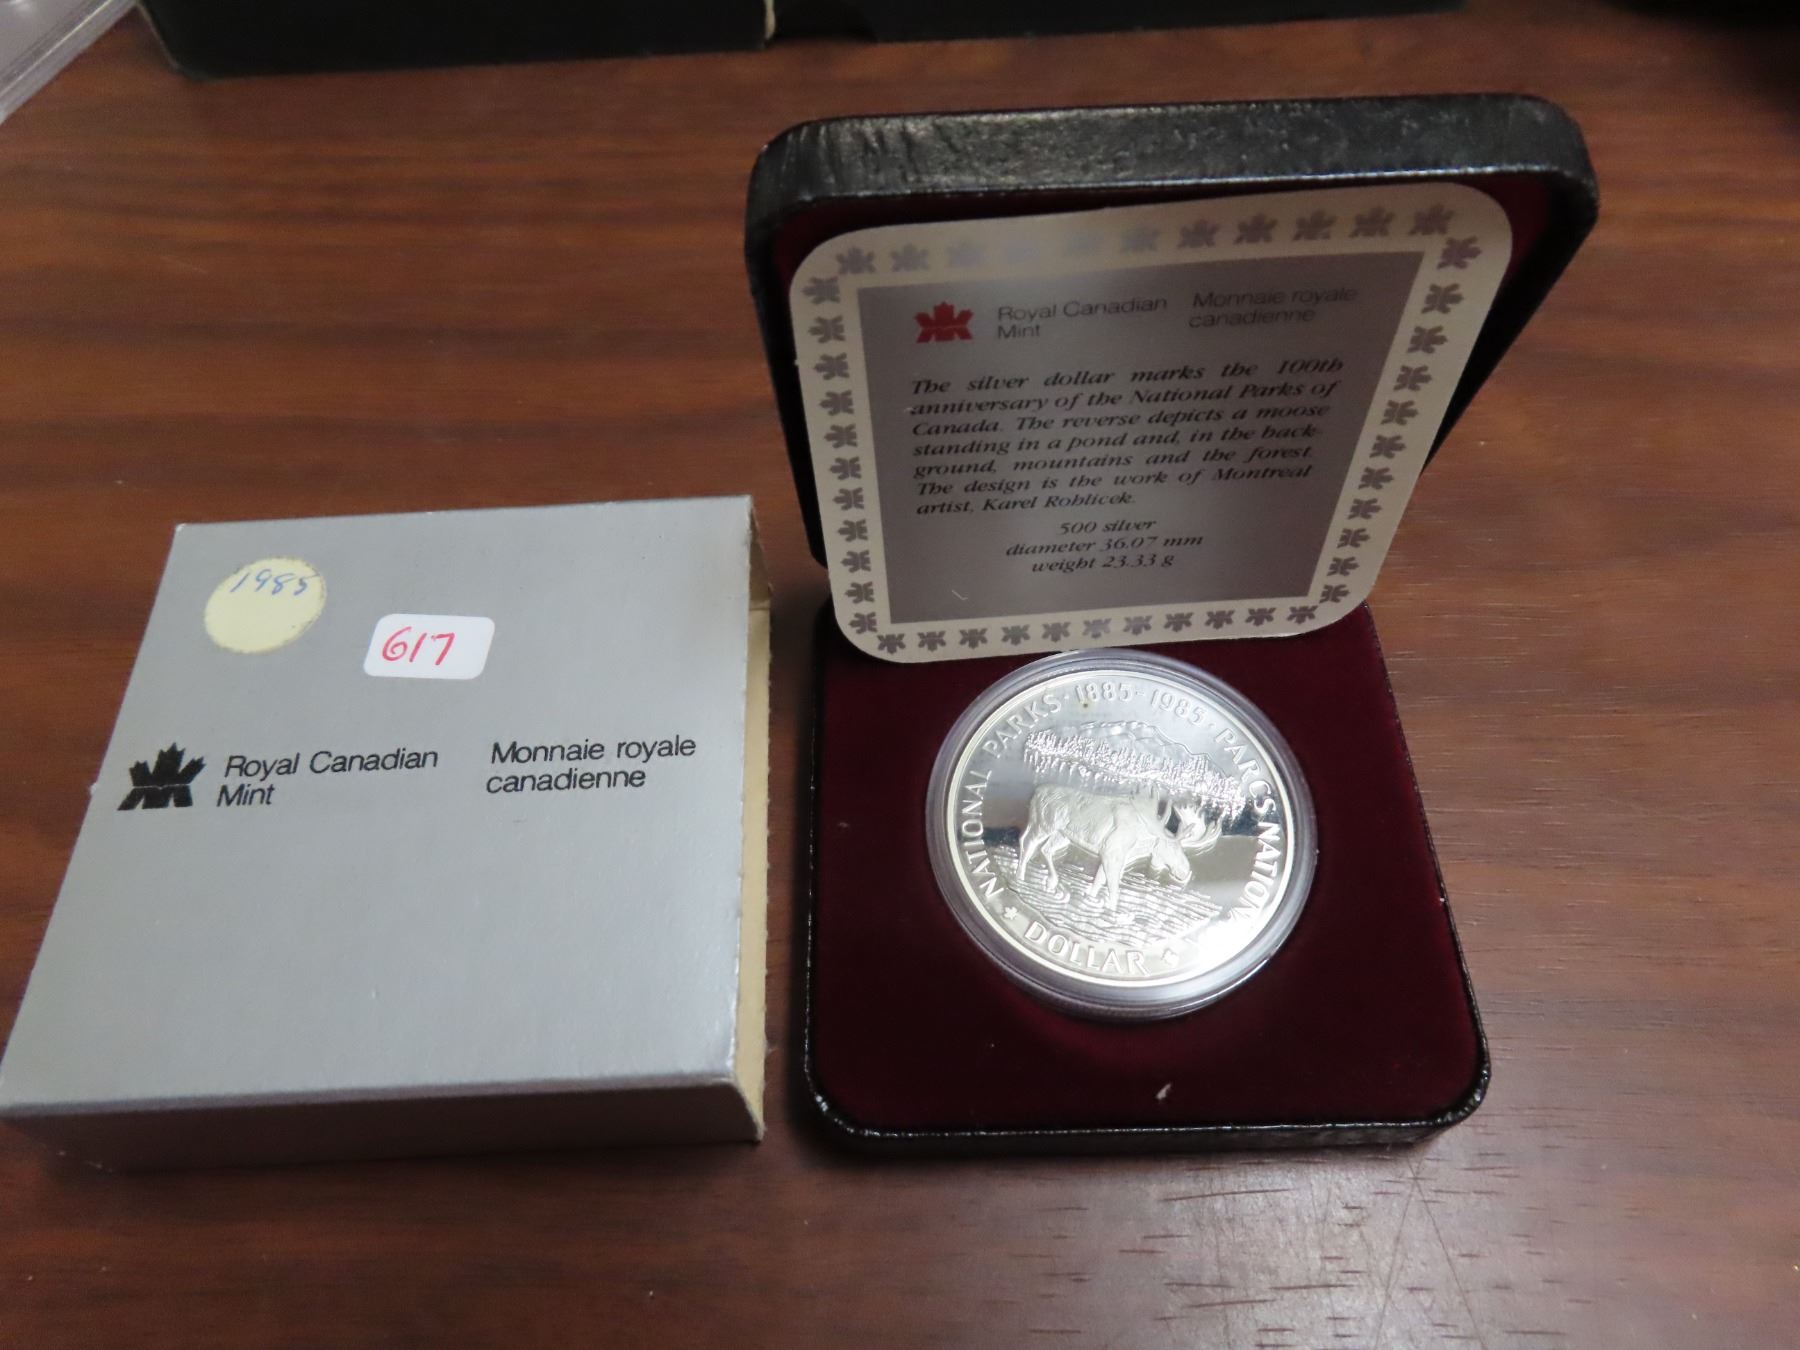 1985
617
Royal Canadian
Mint
Monnaie royale
canadienne
Royal Canadian
Mint
Monnaie royale
canadienne
The silver dollar marks the 100th
anniversary of the National Parks of
Canada. The reverse depicts a moose
standing in a pond and, in the back-
ground, mountains and the forest.
The design is the work of Montreal
artist, Karel Rohlicek.
500 silver
diameter 36.07 mm
weight 23.33 g
NATIONAL PARKS · 1885-1985 · PARCS NATION
DOLLAR